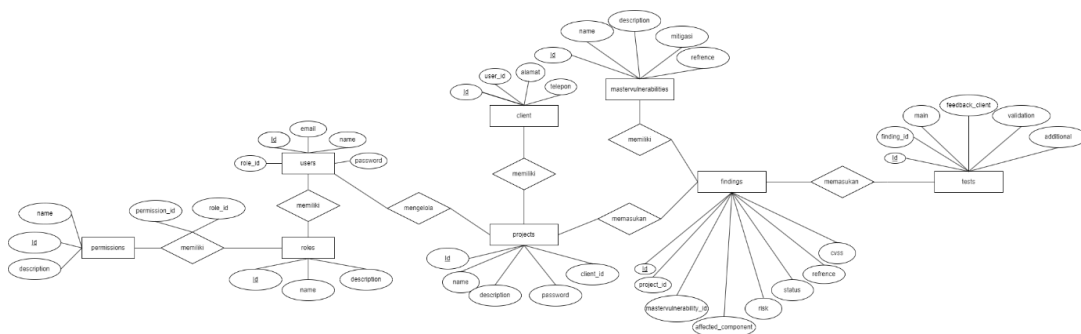 name
id
description
permissions
permission_id
role_id
memiliki
role_id
id
email
name
password
users
memiliki
roles
id
name
description
mengelola
id
user_id
alamat
telepon
client
memiliki
projects
id
name
description
password
client_id
id
name
description
mitigasi
refrence
mastervulnerabilities
memiliki
memasukan
findings
id
project_id
mastervulnerability_id
affected_component
risk
status
refrence
cvss
memasukan
id
finding_id
main
feedback_client
validation
additional
tests